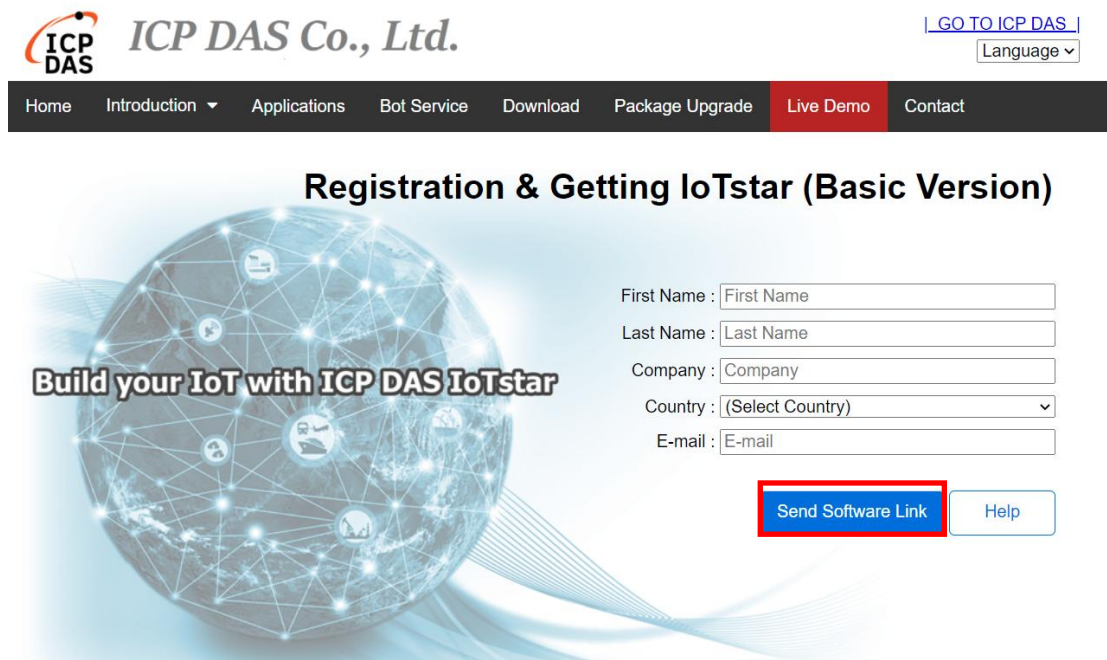 ICP
DAS
ICP DAS Co., Ltd.
|_GO TO ICP DAS_|
Language
Home Introduction Applications Bot Service Download Package Upgrade Live Demo Contact
Registration & Getting IoTstar (Basic Version)
First Name : First Name
Last Name : Last Name
Company : Company
Build your IoT with ICP DAS IoTstar
Country : (Select Country)
E-mail : E-mail
Send Software Link Help